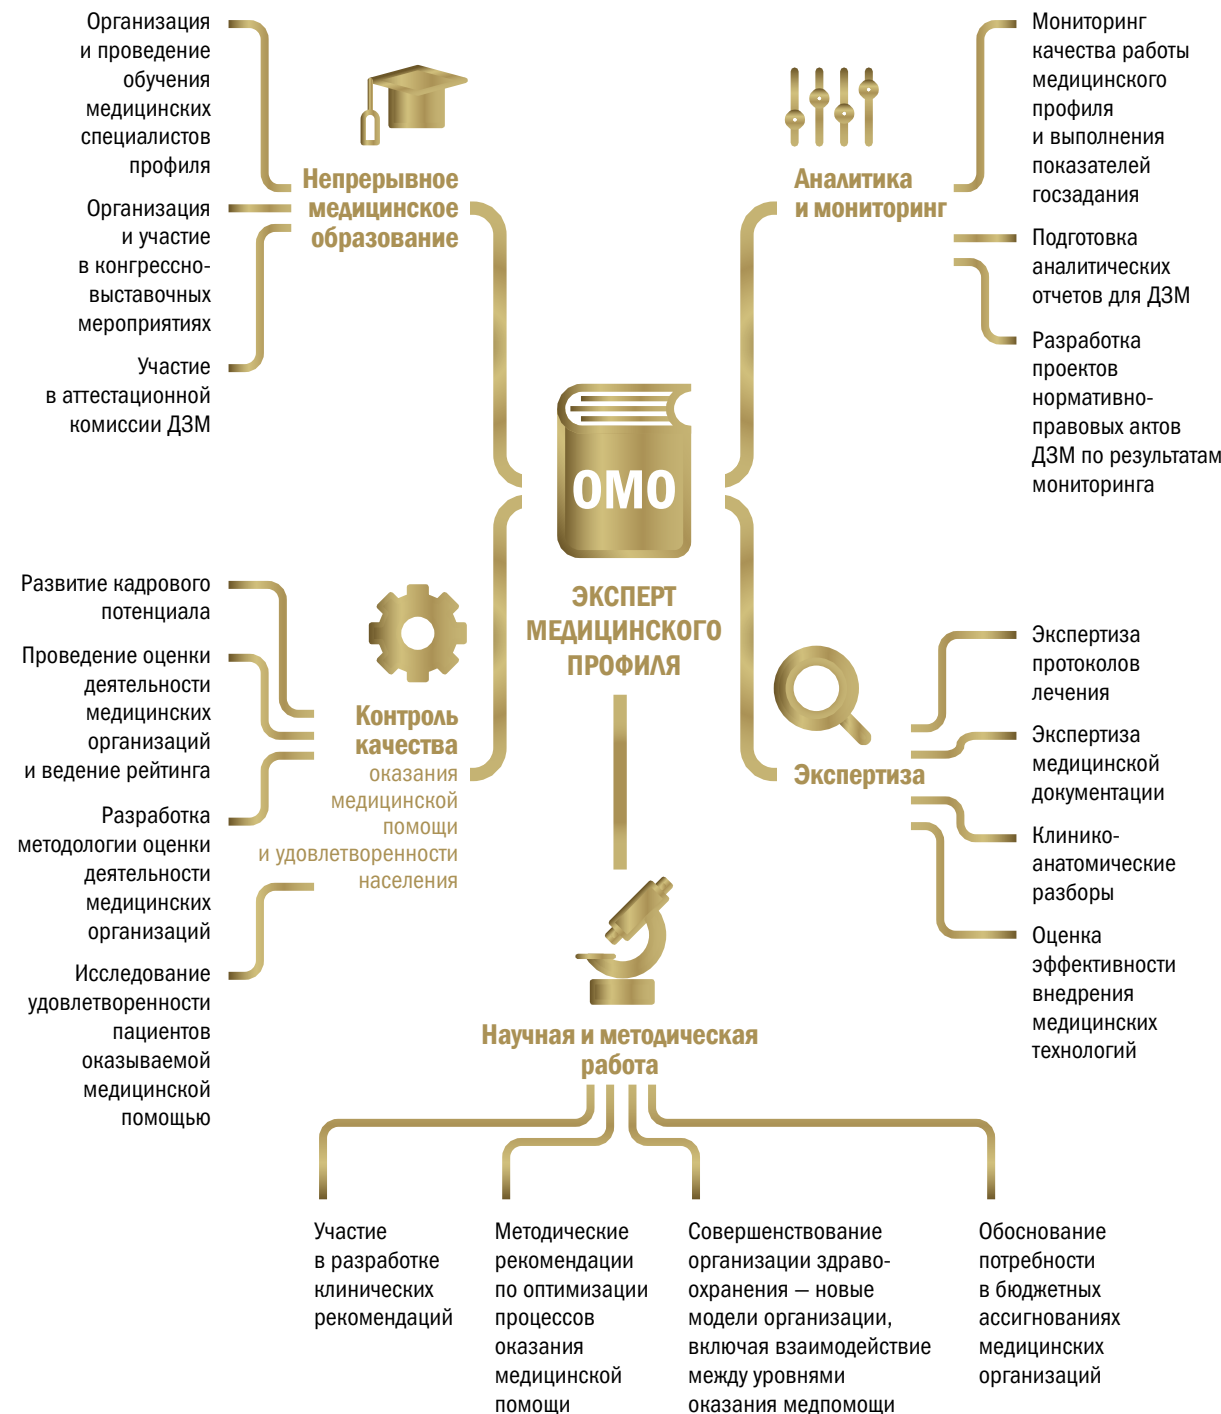 Организация
и проведение
обучения
медицинских
специалистов
профиля
Организация
и участие
в конгрессно-
выставочных
мероприятиях
Участие
в аттестационной
комиссии ДЗМ
Непрерывное
медицинское
образование
Аналитика
и мониторинг
Мониторинг
качества работы
медицинского
профиля
и выполнения
показателей
госзадания
Подготовка
аналитических
отчетов для ДЗМ
Разработка
проектов
нормативно-
правовых актов
ДЗМ по результатам
мониторинга
ОМО
ЭКСПЕРТ
МЕДИЦИНСКОГО
ПРОФИЛЯ
Развитие кадрового
потенциала
Проведение оценки
деятельности
медицинских
организаций
и ведение рейтинга
Разработка
методологии оценки
деятельности
медицинских
организаций
Исследование
удовлетворенности
пациентов
оказываемой
медицинской
помощью
Контроль
качества
оказания
медицинской
помощи
и удовлетворенности
населения
Экспертиза
Экспертиза
протоколов
лечения
Экспертиза
медицинской
документации
Клинико-
анатомические
разборы
Оценка
эффективности
внедрения
медицинских
технологий
Научная и методическая
работа
Участие
в разработке
клинических
рекомендаций
Методические
рекомендации
по оптимизации
процессов
оказания
медицинской
помощи
Совершенствование
организации здраво-
охранения — новые
модели организации,
включая взаимодействие
между уровнями
оказания медпомощи
Обоснование
потребности
в бюджетных
ассигнованиях
медицинских
организаций